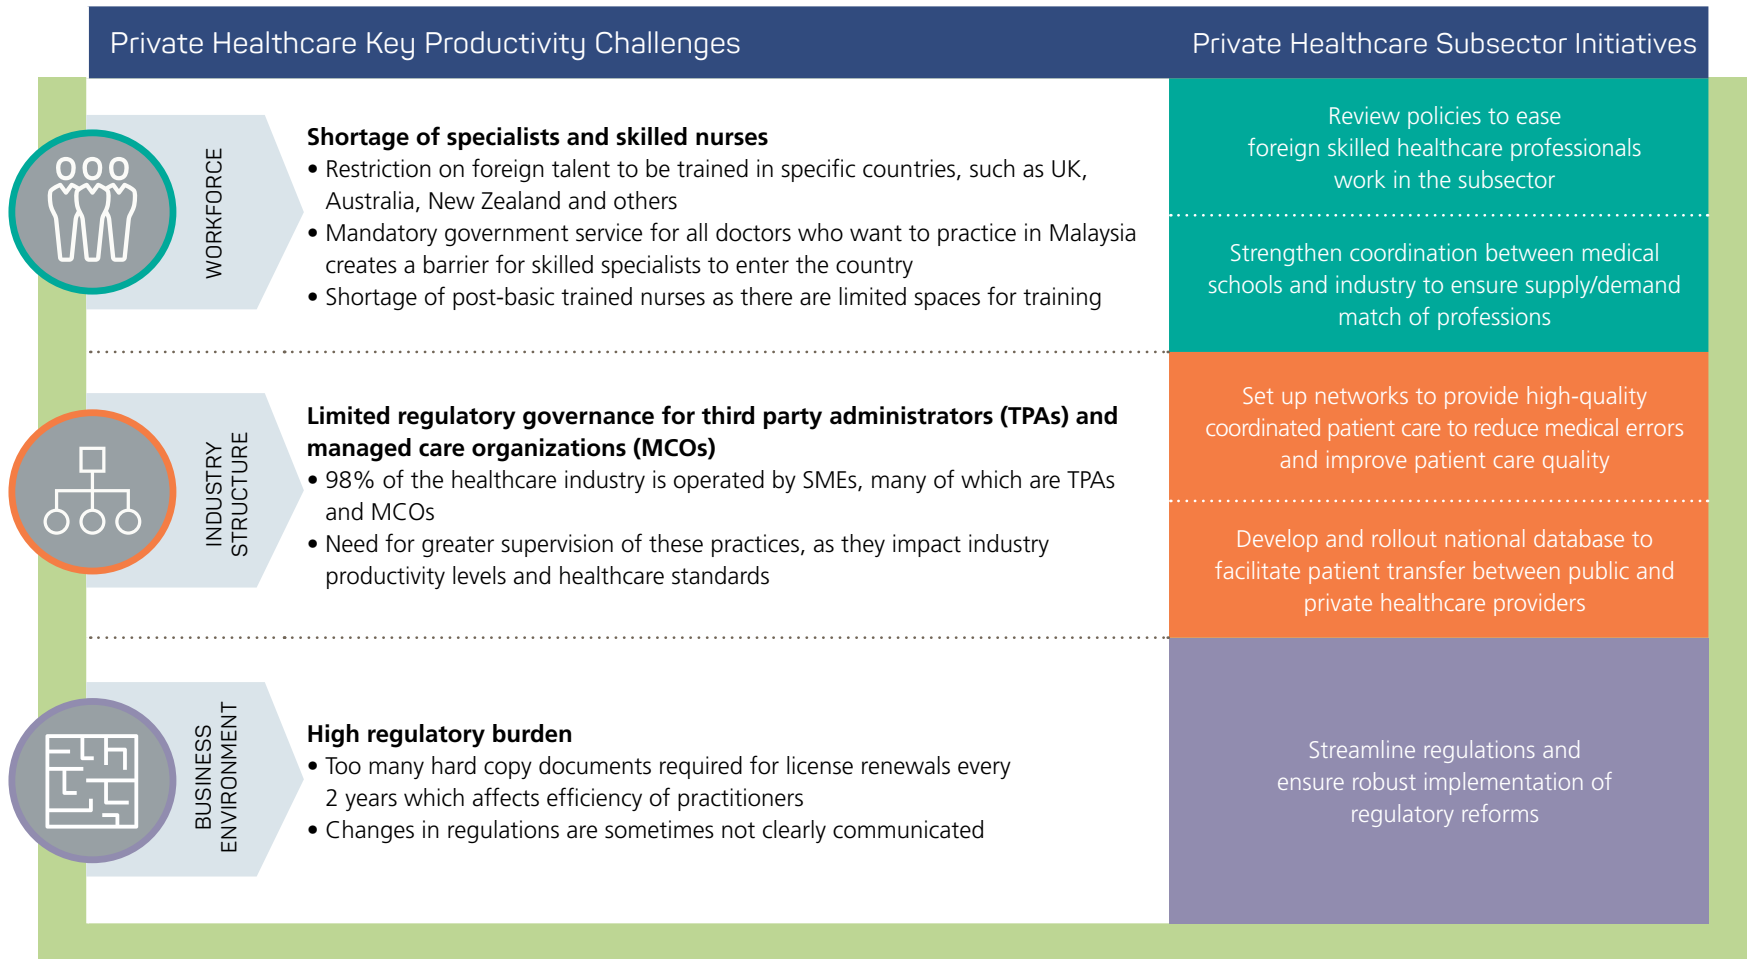 Private Healthcare Key Productivity Challenges
Private Healthcare Subsector Initiatives
WORKFORCE
Shortage of specialists and skilled nurses
• Restriction on foreign talent to be trained in specific countries, such as UK,
Australia, New Zealand and others
• Mandatory government service for all doctors who want to practice in Malaysia
creates a barrier for skilled specialists to enter the country
• Shortage of post-basic trained nurses as there are limited spaces for training
Review policies to ease
foreign skilled healthcare professionals
work in the subsector
Strengthen coordination between medical
schools and industry to ensure supply/demand
match of professions
INDUSTRY
STRUCTURE
Limited regulatory governance for third party administrators (TPAs) and
managed care organizations (MCOs)
• 98% of the healthcare industry is operated by SMEs, many of which are TPAs
and MCOs
• Need for greater supervision of these practices, as they impact industry
productivity levels and healthcare standards
Set up networks to provide high-quality
coordinated patient care to reduce medical errors
and improve patient care quality
Develop and rollout national database to
facilitate patient transfer between public and
private healthcare providers
BUSINESS
ENVIRONMENT
High regulatory burden
• Too many hard copy documents required for license renewals every
2 years which affects efficiency of practitioners
• Changes in regulations are sometimes not clearly communicated
Streamline regulations and
ensure robust implementation of
regulatory reforms